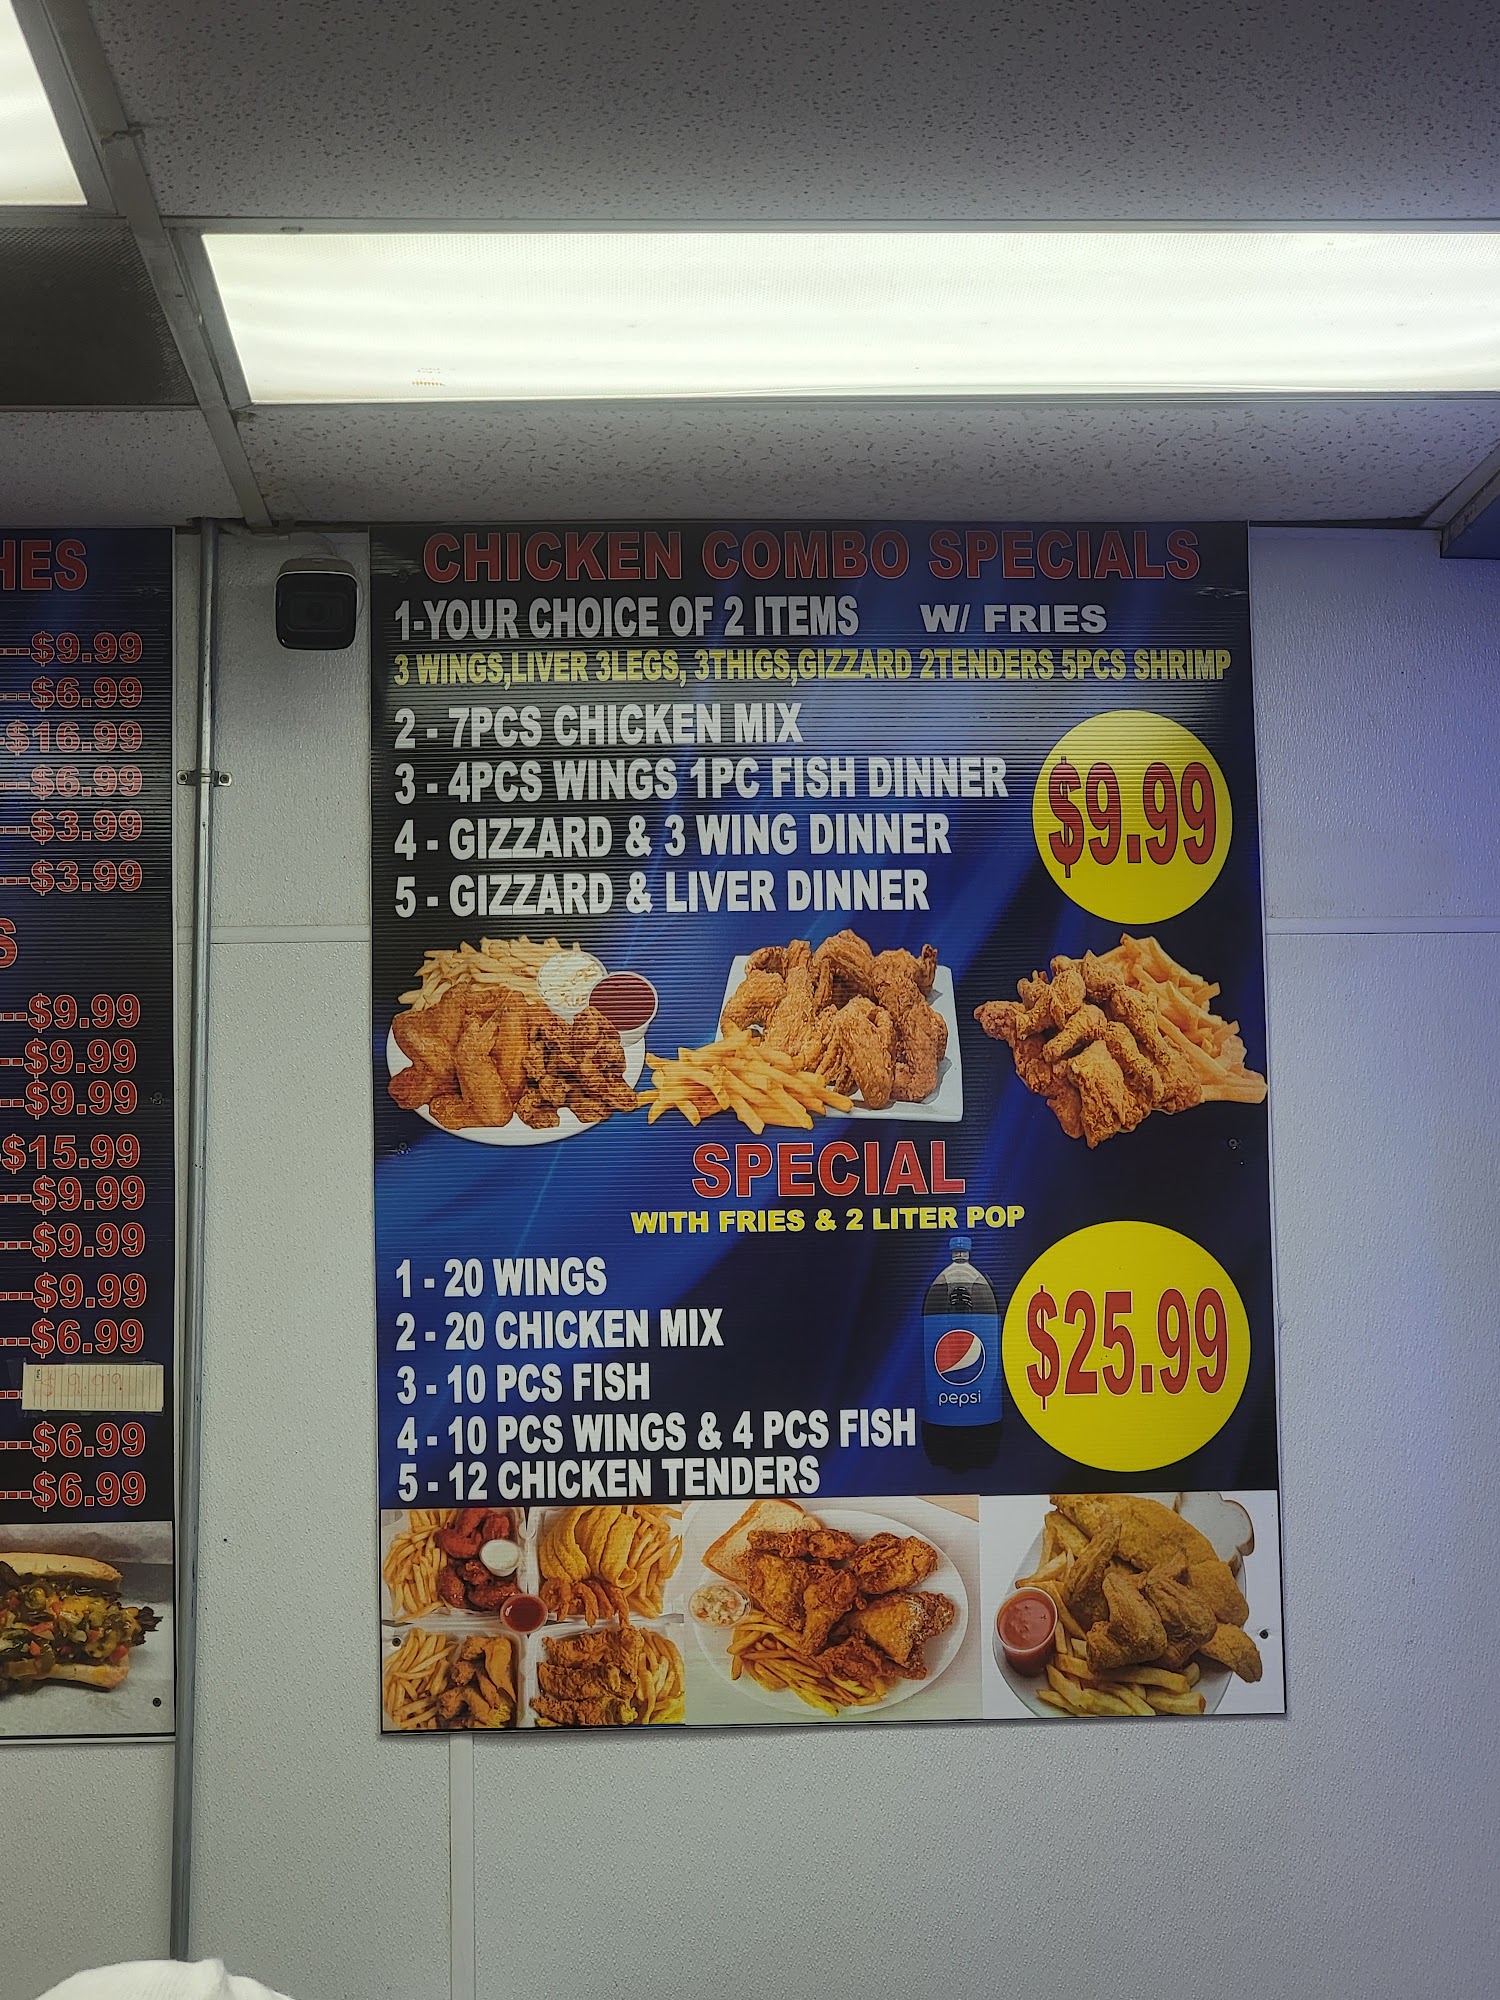 HES
---$9.99
---$6.99
-$16.99
---$6.99
---$3.99
---$3.99
S
---$9.99
---$9.99
---$9.99
$15.99
---$9.99
---$9.99
---$9.99
---$6.99
---$6.99
---$6.99
CHICKEN COMBO SPECIALS
1-YOUR CHOICE OF 2 ITEMS W/ FRIES
3 WINGS,LIVER 3LEGS, 3THIGS,GIZZARD 2TENDERS 5PCS SHRIMP
2 - 7PCS CHICKEN MIX
3 - 4PCS WINGS 1PC FISH DINNER
4 - GIZZARD & 3 WING DINNER
5 - GIZZARD & LIVER DINNER
$9.99
SPECIAL
WITH FRIES & 2 LITER POP
1 - 20 WINGS
2 - 20 CHICKEN MIX
3 - 10 PCS FISH
4 - 10 PCS WINGS & 4 PCS FISH
5 - 12 CHICKEN TENDERS
pepsi
$25.99